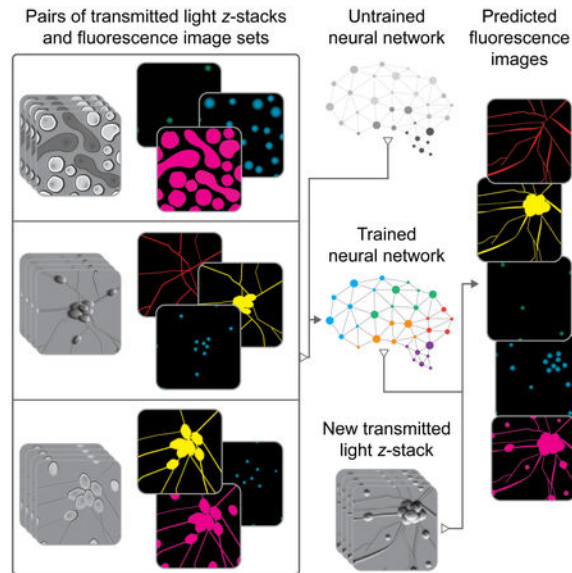 Pairs of transmitted light z-stacks
and fluorescence image sets
Untrained
neural network
Predicted
fluorescence
images
Trained
neural network
New transmitted
light z-stack